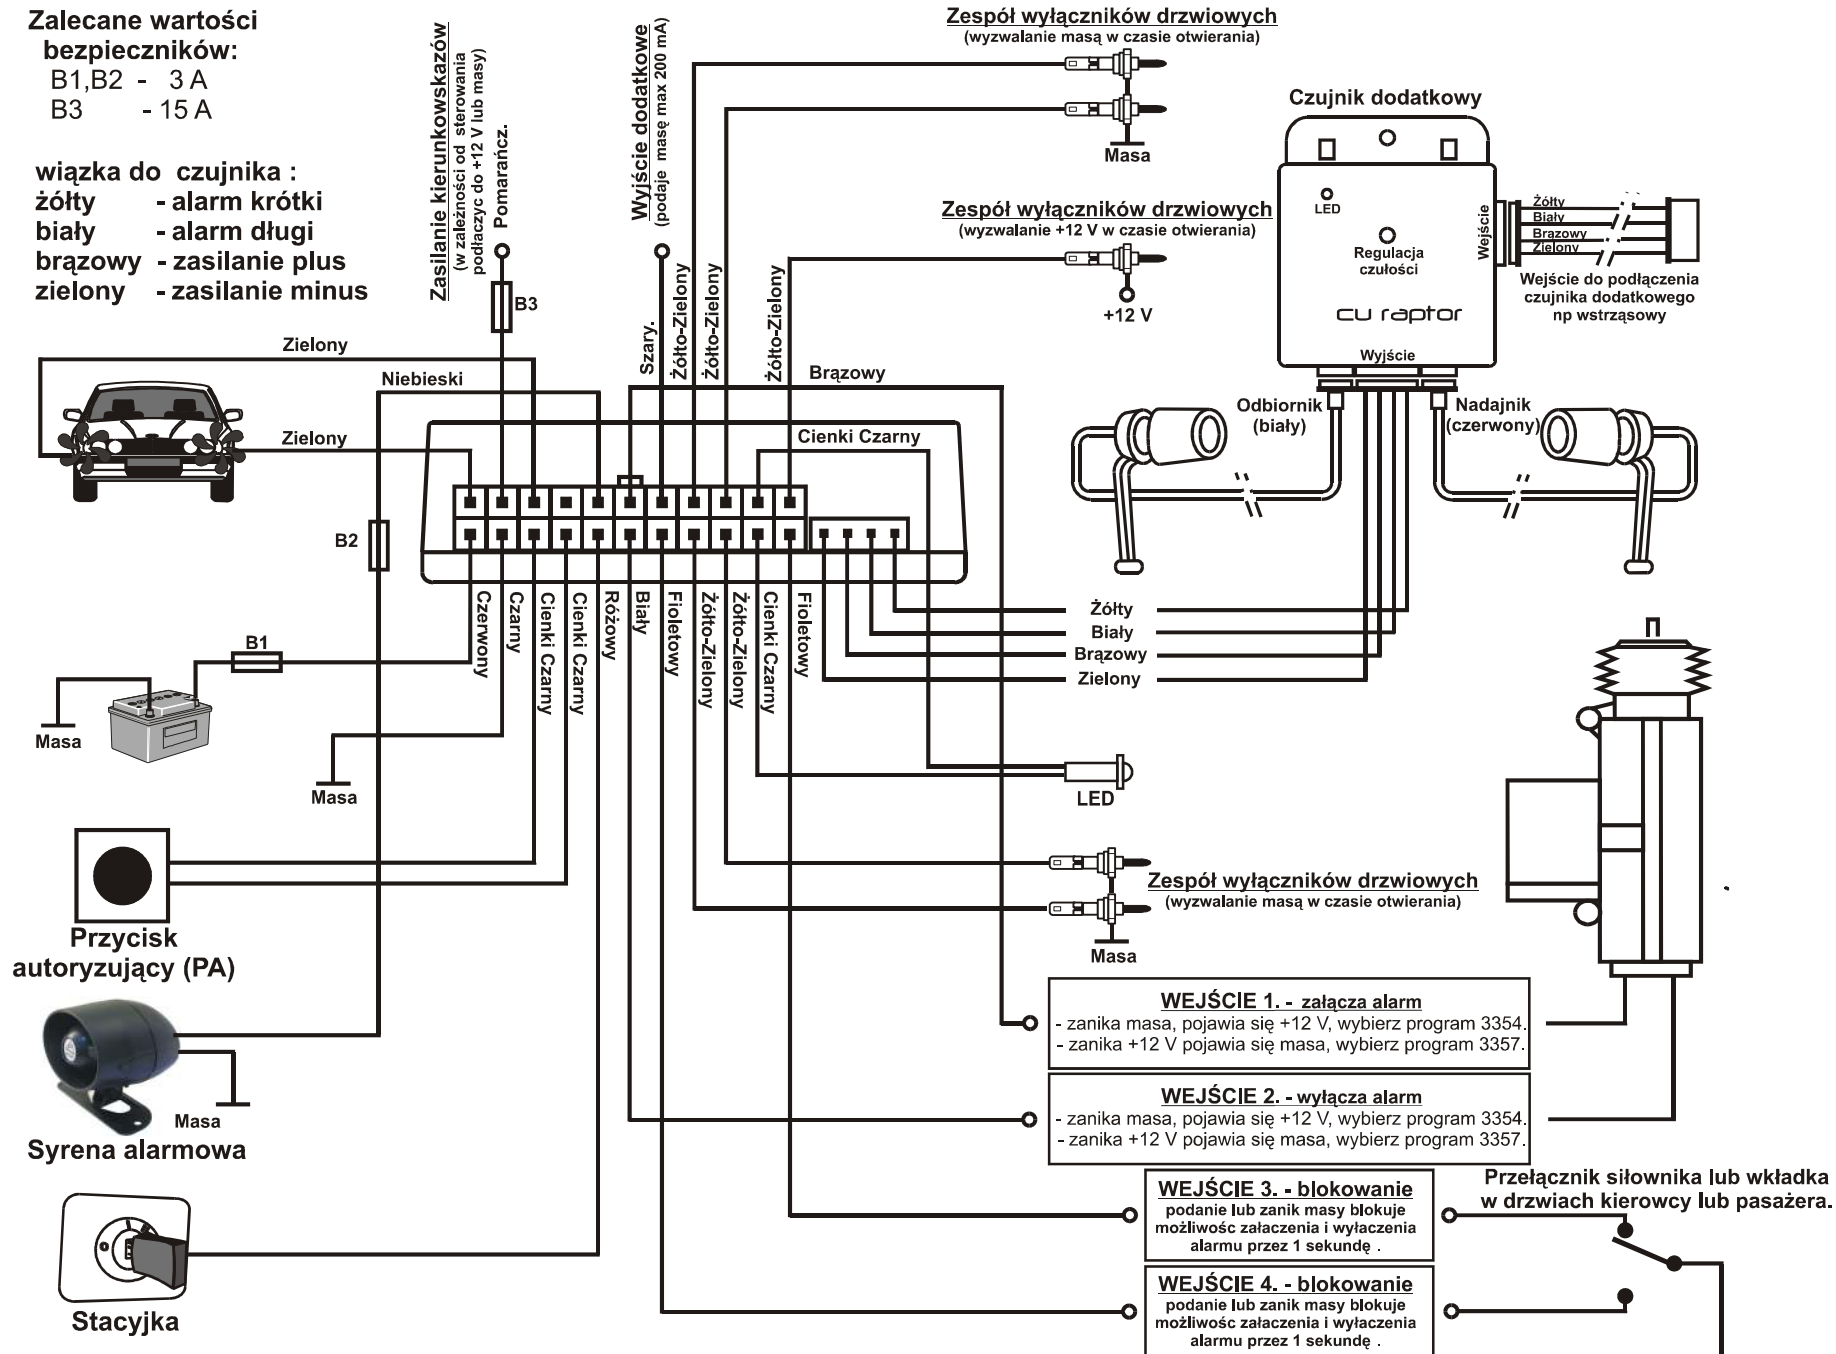 Zalecane wartości
bezpieczników:
B1,B2 - 3 A
B3 - 15 A
wiązka do czujnika :
żółty - alarm krótki
biały - alarm długi
brązowy - zasilanie plus
zielony - zasilanie minus
Zasilanie kierunkowskazów
(w zależności od sterowania
podłaczyc do +12 V lub masy)
Pomarańcz.
B3
Wyjście dodatkowe
(podaje masę max 200 mA)
Szary.
Żółto-Zielony
Żółto-Zielony
Żółto-Zielony
Zespół wyłączników drzwiowych
(wyzwalanie masą w czasie otwierania)
Masa
Zespół wyłączników drzwiowych
(wyzwalanie +12 V w czasie otwierania)
+12 V
Czujnik dodatkowy
LED
Regulacja
czułości
cu raptor
Wyjście
Wejście
Żółty
Biały
Brązowy
Zielony
Wejście do podłączenia
czujnika dodatkowego
np wstrząsowy
Odbiornik
(biały)
Nadajnik
(czerwony)
Zielony
Niebieski
Zielony
Brązowy
Cienki Czarny
B2
B1
Masa
Masa
Czerwony
Czarny
Cienki Czarny
Cienki Czarny
Różowy
Biały
Fioletowy
Żółto-Zielony
Żółto-Zielony
Cienki Czarny
Fioletowy
Żółty
Biały
Brązowy
Zielony
LED
Przycisk
autoryzujący (PA)
Zespół wyłączników drzwiowych
(wyzwalanie masą w czasie otwierania)
Masa
Masa
Syrena alarmowa
WEJŚCIE 1. - załącza alarm
- zanika masa, pojawia się +12 V, wybierz program 3354.
- zanika +12 V pojawia się masa, wybierz program 3357.
WEJŚCIE 2. - wyłącza alarm
- zanika masa, pojawia się +12 V, wybierz program 3354.
- zanika +12 V pojawia się masa, wybierz program 3357.
WEJŚCIE 3. - blokowanie
podanie lub zanik masy blokuje
możliwośc załaczenia i wyłaczenia
alarmu przez 1 sekundę .
WEJŚCIE 4. - blokowanie
podanie lub zanik masy blokuje
możliwośc załaczenia i wyłaczenia
alarmu przez 1 sekundę .
Przełącznik siłownika lub wkładka
w drzwiach kierowcy lub pasażera.
Stacyjka